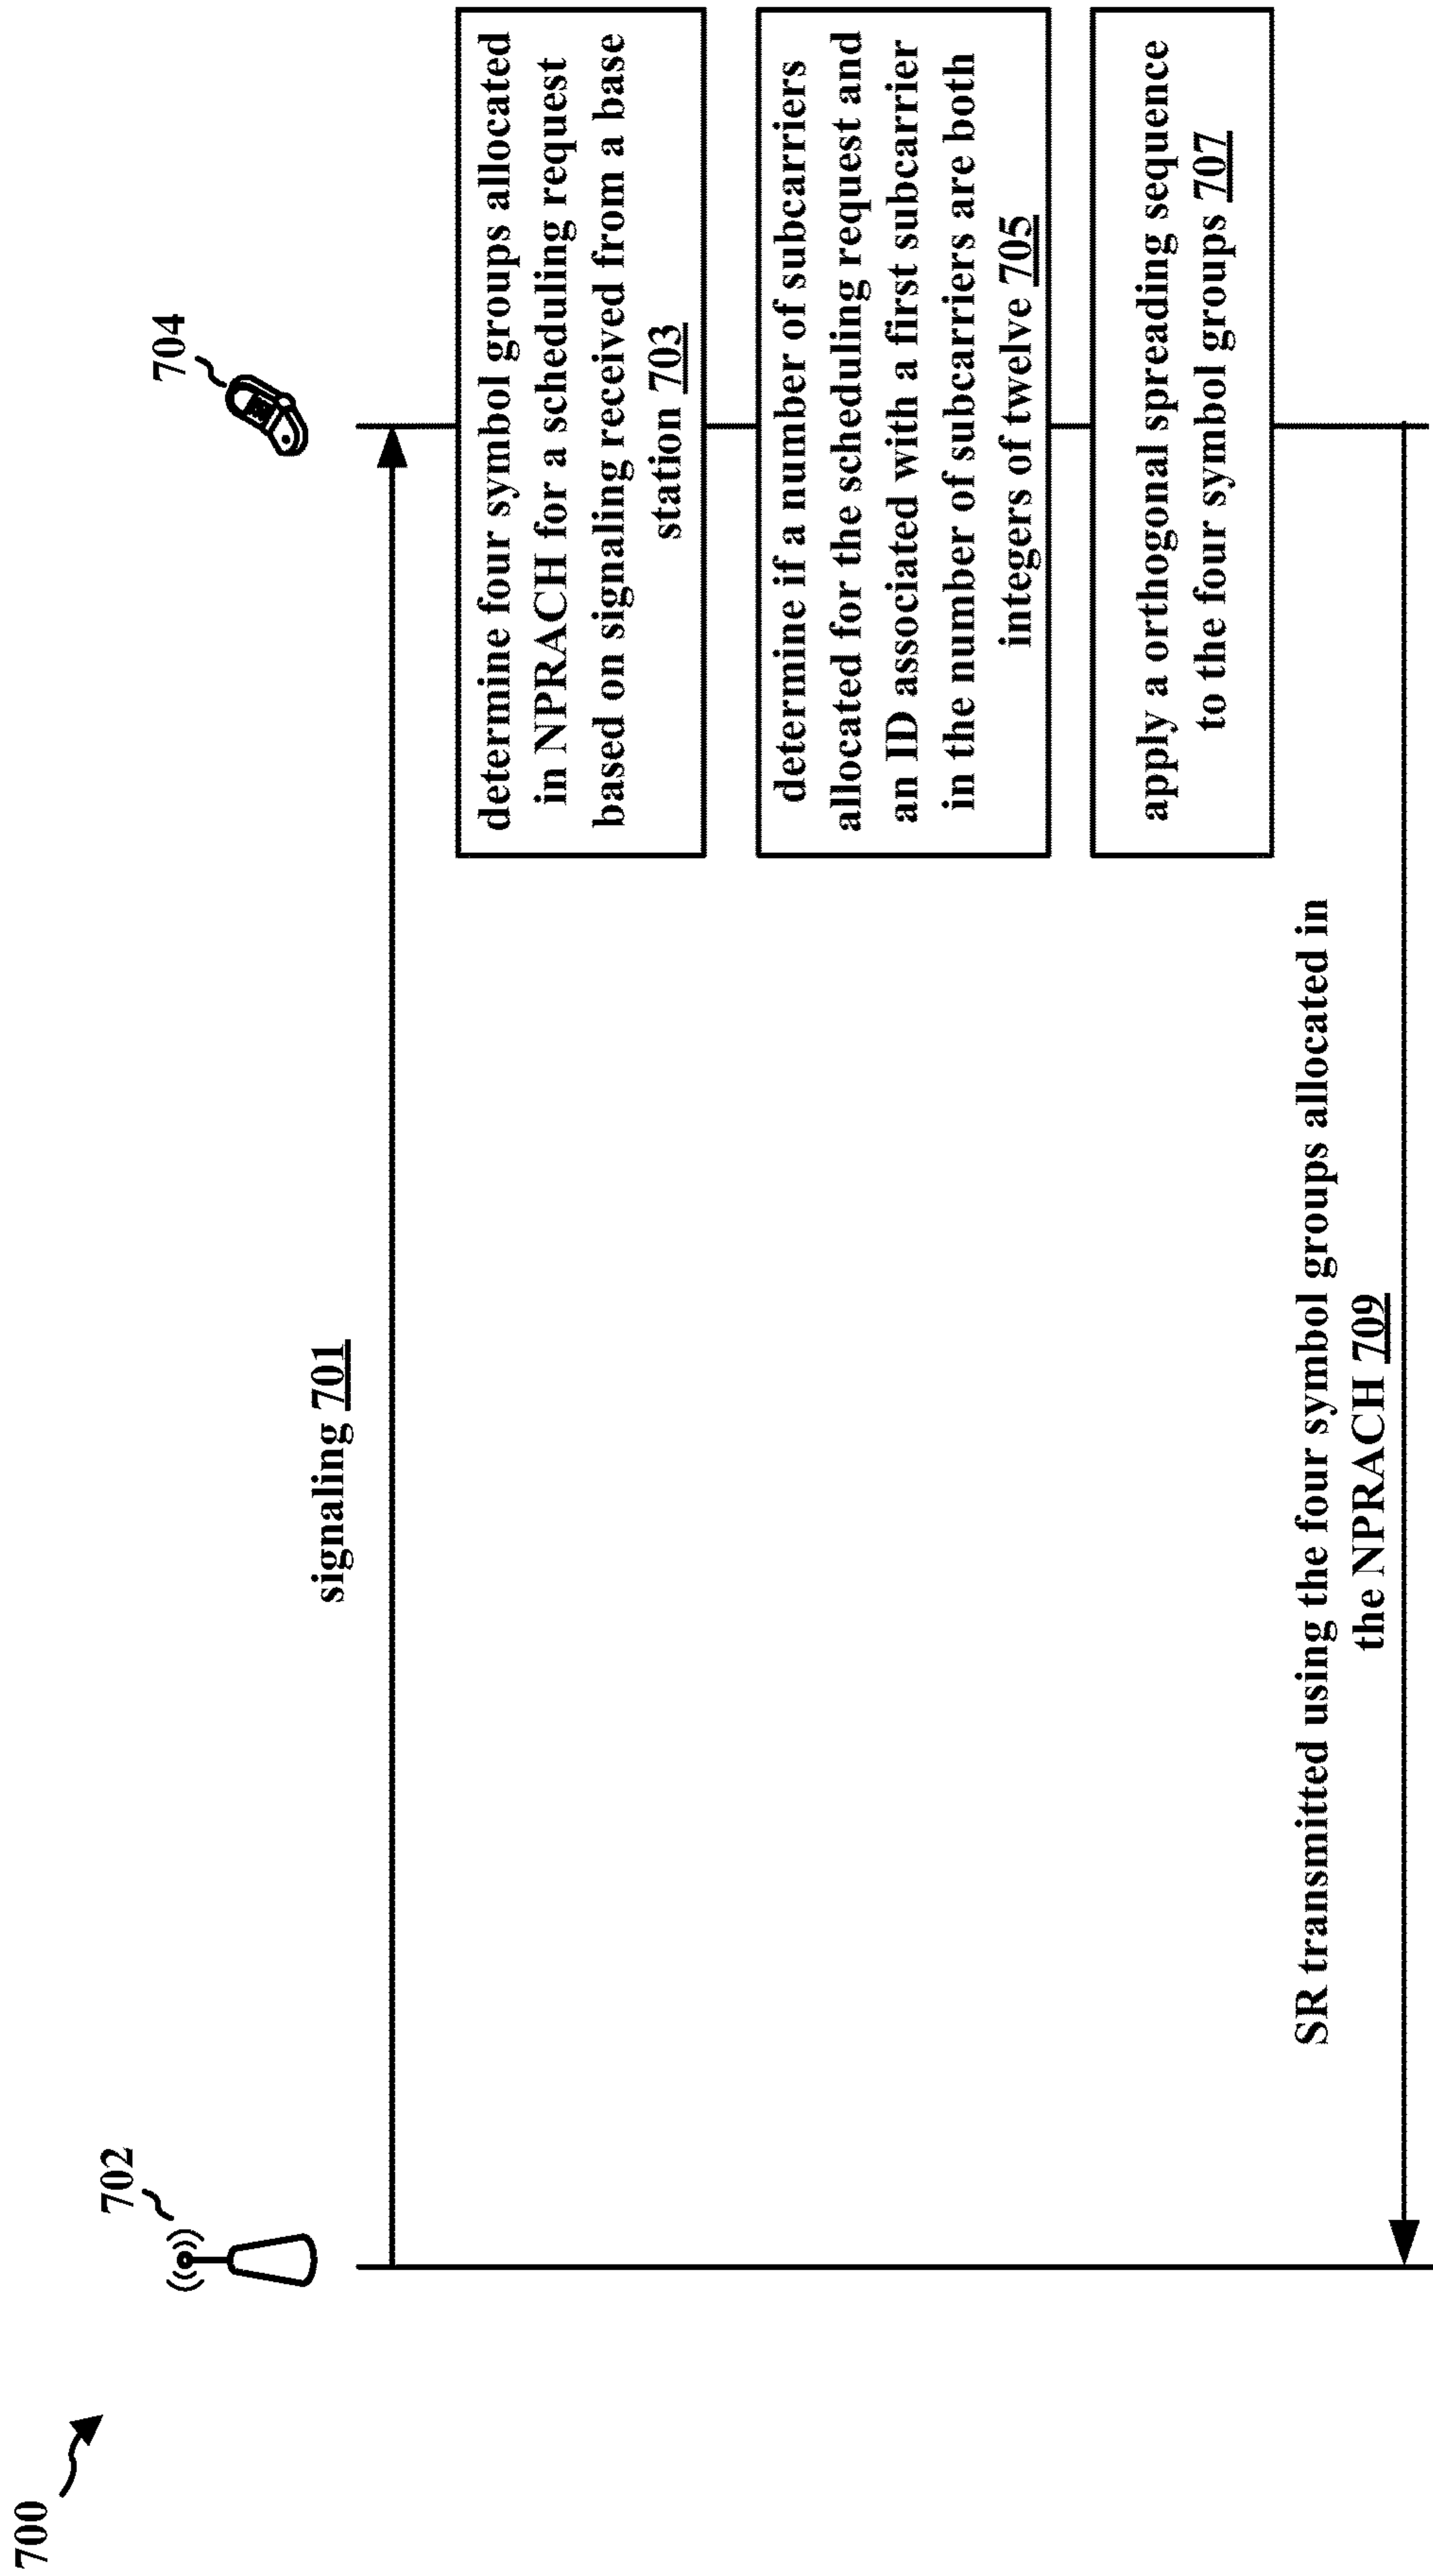 700
702
704
signaling 701
determine four symbol groups allocated
in NPRACH for a scheduling request
based on signaling received from a base
station 703
determine if a number of subcarriers
allocated for the scheduling request and
an ID associated with a first subcarrier
in the number of subcarriers are both
integers of twelve 705
apply a orthogonal spreading sequence
to the four symbol groups 707
SR transmitted using the four symbol groups allocated in
the NPRACH 709